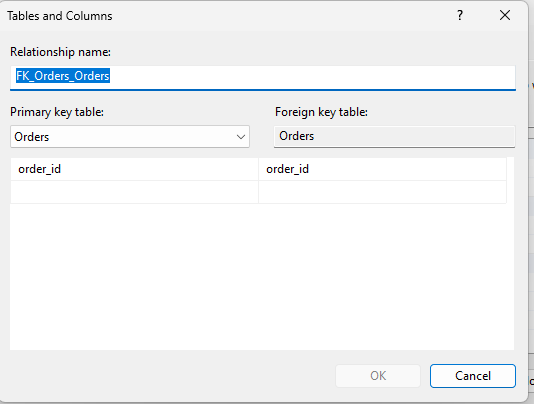 Tables and Columns ?
Relationship name:
FK_Orders_Orders
Primary key table: Foreign key table:
Orders Orders
order_id order_id
OK Cancel